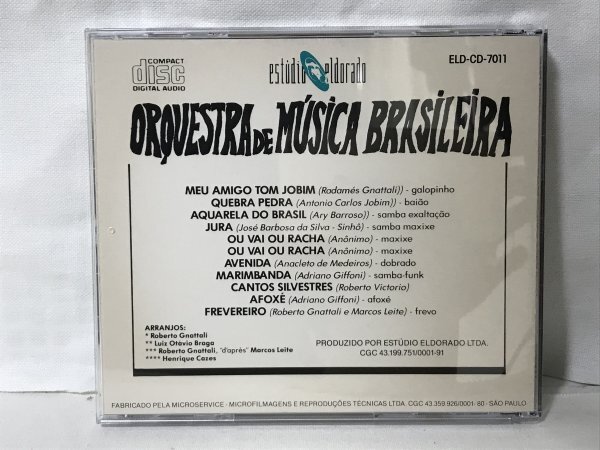 COMPACT
disc
DIGITAL AUDIO
estúdio eldorado
ELD-CD-7011
ORQUESTRA DE MÚSICA BRASILEIRA
MEU AMIGO TOM JOBIM (Radamés Gnattali)) - galopinho
QUEBRA PEDRA (Antonio Carlos Jobim)) - baião
AQUARELA DO BRASIL (Ary Barroso)) - samba exaltação
JURA (José Barbosa da Silva - Sinhô) - samba maxixe
OU VAI OU RACHA (Anônimo) - maxixe
OU VAI OU RACHA (Anônimo) - maxixe
AVENIDA (Anacleto de Medeiros) - dobrado
MARIMBANDA (Adriano Giffoni) - samba-funk
CANTOS SILVESTRES (Roberto Victorio)
AFOXÉ (Adriano Giffoni) - afoxé
FREVEREIRO (Roberto Gnattali e Marcos Leite) - frevo
ARRANJOS:
* Roberto Gnattali
** Luiz Otávio Braga
*** Roberto Gnattali, "d'après" Marcos Leite
**** Henrique Cazes
PRODUZIDO POR ESTÚDIO ELDORADO LTDA.
CGC 43.199.751/0001-91
FABRICADO PELA MICROSERVICE - MICROFILMAGENS E REPRODUÇÕES TÉCNICAS LTDA. CGC 43.359.926/0001-80 - SÃO PAULO